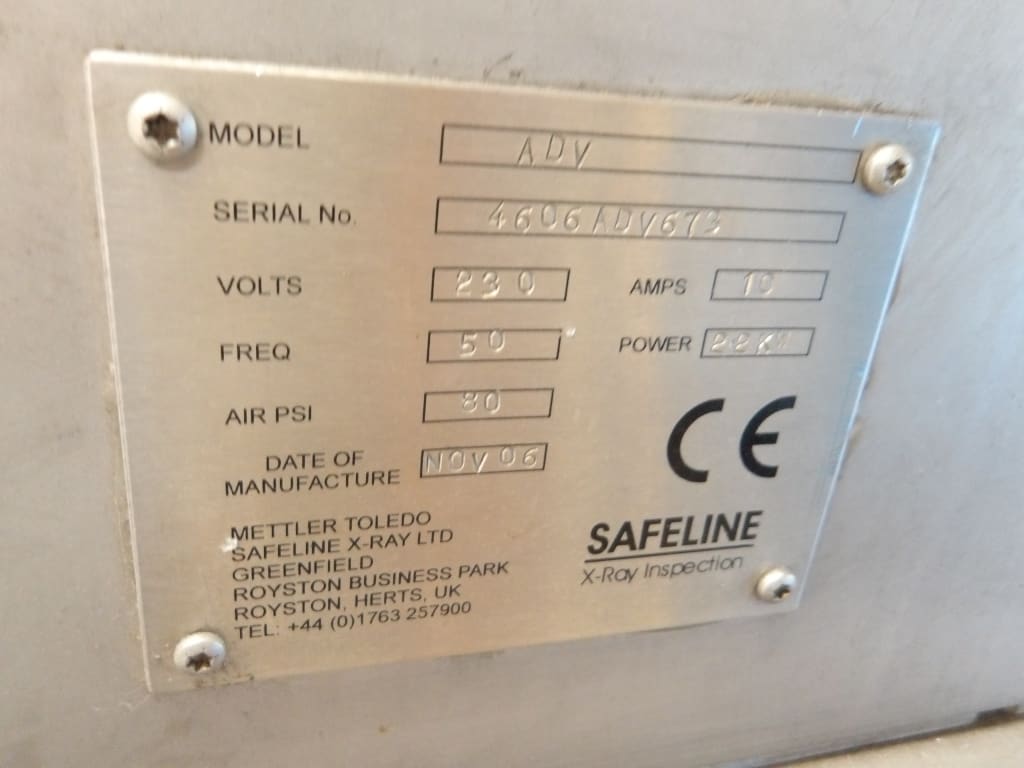 MODEL ADV
SERIAL No. 4606ADV673
VOLTS 230 AMPS 10
FREQ 50 POWER 22KW
AIR PSI 80
DATE OF
MANUFACTURE NOV 06
METTLER TOLEDO
SAFELINE X-RAY LTD
GREENFIELD
ROYSTON BUSINESS PARK
ROYSTON, HERTS, UK
TEL: +44 (0)1763 257900
CE
SAFELINE
X-Ray Inspection